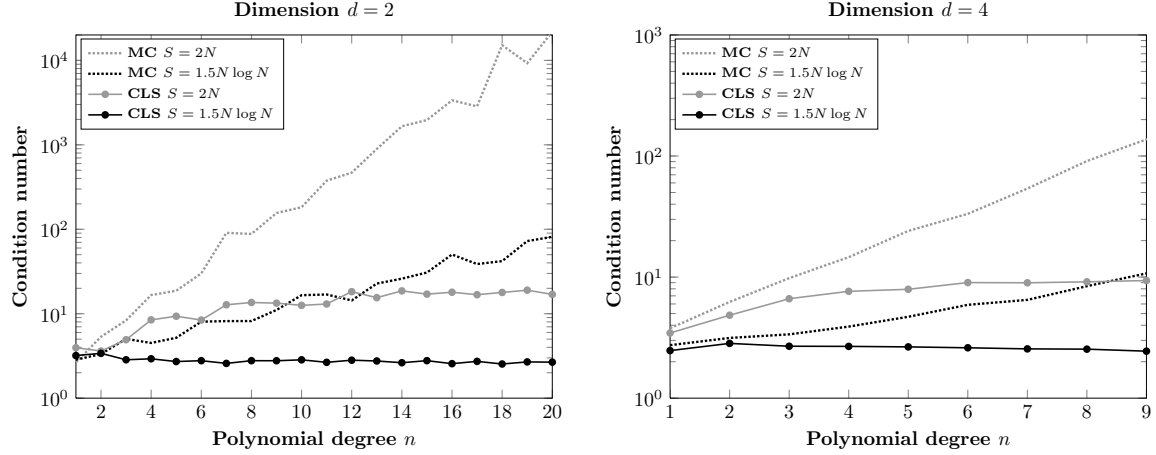 Dimension d = 2
10^4
10^3
10^2
10^1
10^0
Condition number
MC S = 2N
MC S = 1.5N log N
CLS S = 2N
CLS S = 1.5N log N
2 4 6 8 10 12 14 16 18 20
Polynomial degree n
Dimension d = 4
10^3
10^2
10^1
10^0
Condition number
MC S = 2N
MC S = 1.5N log N
CLS S = 2N
CLS S = 1.5N log N
1 2 3 4 5 6 7 8 9
Polynomial degree n